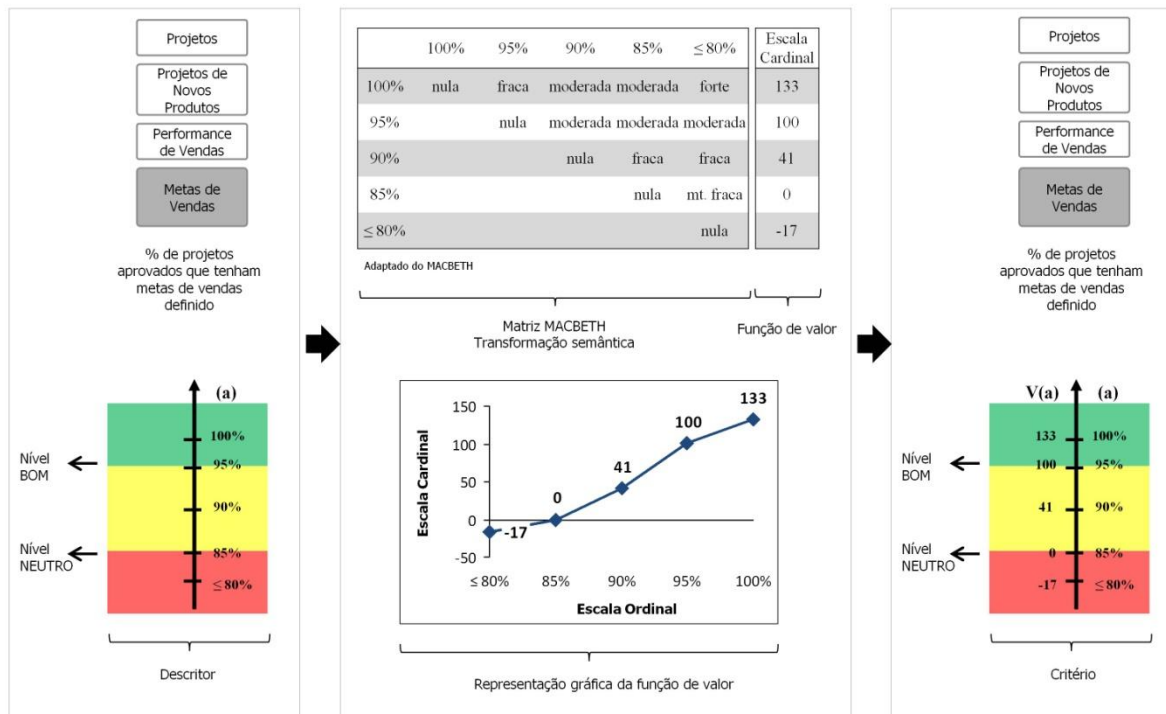 Projetos
Projetos de
Novos
Produtos
Performance
de Vendas
Metas de
Vendas
% de projetos
aprovados que tenham
metas de vendas
definido
(a)
100%
Nível
BOM
95%
90%
Nível
NEUTRO
85%
≤ 80%
Descritor
100% 95% 90% 85% ≤ 80% Escala
Cardinal
100% nula fraca moderada moderada forte 133
95% nula moderada moderada moderada 100
90% nula fraca fraca 41
85% nula mt. fraca 0
≤ 80% nula -17
Adaptado do MACBETH
Matriz MACBETH
Transformação semântica
Função de valor
Escala Cardinal
150
100
50
0
-50
-17
0
41
100
133
≤ 80% 85% 90% 95% 100%
Escala Ordinal
Representação gráfica da função de valor
Projetos
Projetos de
Novos
Produtos
Performance
de Vendas
Metas de
Vendas
% de projetos
aprovados que tenham
metas de vendas
definido
V(a) (a)
133 100%
Nível
BOM
100 95%
41 90%
Nível
NEUTRO
0 85%
-17 ≤ 80%
Critério